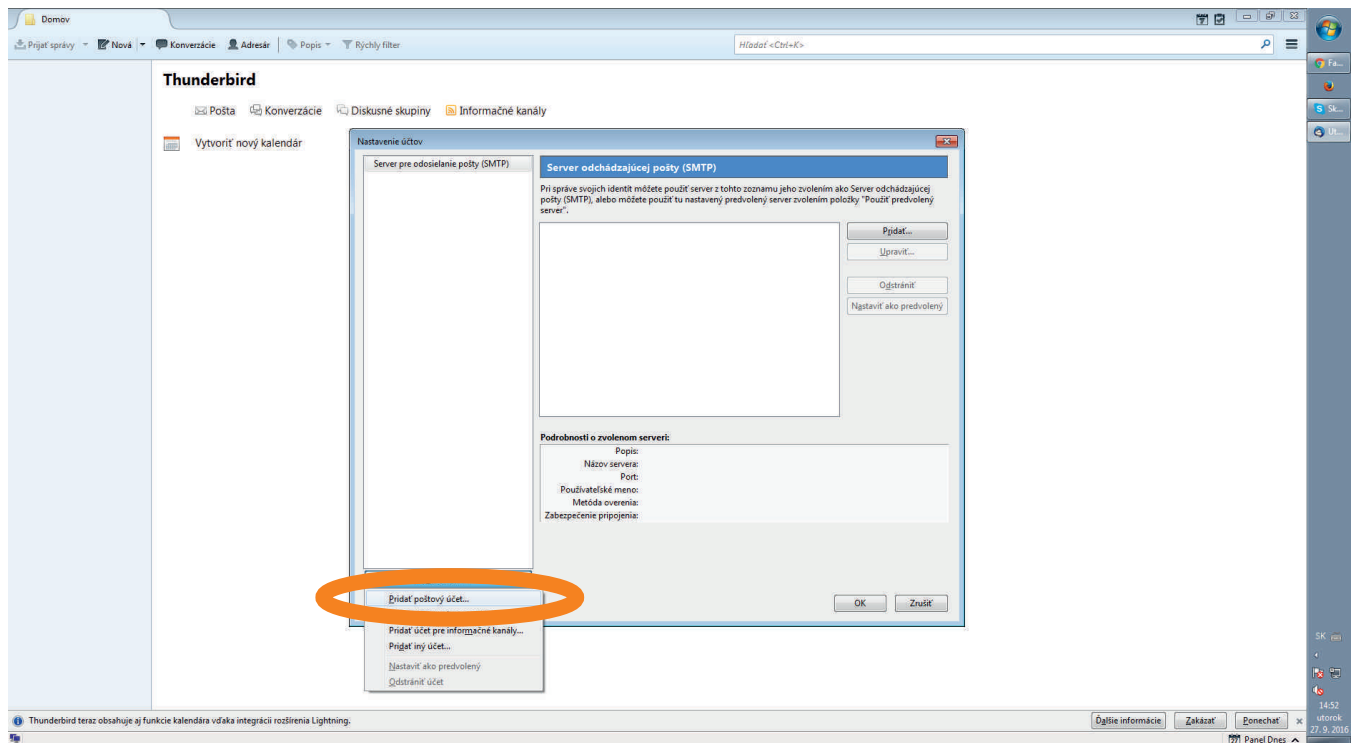 Domov
Prijať správy
Nová
Konverzácie
Adresár
Popis
Rýchly filter
Hľadať <Ctrl+K>
Thunderbird
Pošta
Konverzácie
Diskusné skupiny
Informačné kanály
Vytvoriť nový kalendár
Nastavenie účtov
Server pre odosielanie pošty (SMTP)
Server odchádzajúcej pošty (SMTP)
Pri správe svojich identít môžete použiť server z tohto zoznamu jeho zvolením ako Server odchádzajúcej
pošty (SMTP), alebo môžete použiť tu nastavený predvolený server zvolením položky "Použiť predvolený
server".
Pridať...
Upraviť...
Odstrániť
Nastaviť ako predvolený
Podrobnosti o zvolenom serveri:
Popis:
Názov servera:
Port:
Používateľské meno:
Metóda overenia:
Zabezpečenie pripojenia:
Pridať poštový účet...
Pridať účet pre informačné kanály...
Pridať iný účet...
Nastaviť ako predvolený
Odstrániť účet
OK
Zrušiť
Thunderbird teraz obsahuje aj funkcie kalendára vďaka integrácii rozšírenia Lightning.
Ďalšie informácie
Zakázať
Ponechať
Panel Dnes
Fa...
Sk...
Ut...
SK
14:52
utorok
27. 9. 2016